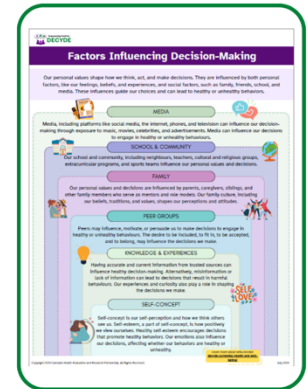 DECYDE
Factors Influencing Decision-Making
Our personal values shape how we think, act, and make decisions. They are influenced by both personal
factors, like our feelings, beliefs, and experiences, and social factors, such as family, friends, school, and
media. These influences guide our choices and can lead to healthy or unhealthy behaviours.
MEDIA
Media, including platforms like social media, the internet, phones, and television can influence our decision-
making through exposure to music, movies, celebrities, and advertisements. Media can influence our decisions
to engage in healthy or unhealthy behaviours.
SCHOOL & COMMUNITY
Our school and community, including neighbours, teachers, cultural and religious groups,
extracurricular programs, and sports teams influence our personal values and decisions.
FAMILY
Our personal values and decisions are influenced by parents, caregivers, siblings, and
other family members who serve as mentors and role models. Our family culture, including
our beliefs, traditions, and values, shapes our perceptions and attitudes.
PEER GROUPS
Peers may influence, motivate, or persuade us to make decisions to engage in
healthy or unhealthy behaviours. The desire to be included, to fit in, to be accepted,
and to belong, may influence the decisions we make.
KNOWLEDGE & EXPERIENCES
Having accurate and current information from trusted sources can
influence healthy decision making. Alternatively, misinformation or
lack of information can lead to decisions that result in harmful
behaviours. Our experiences and curiosity also play a role in shaping
the decisions we make.
SELF-CONCEPT
Self-concept is our self-perception and how we think others
see us. Self-esteem, a part of self-concept, is how positively
we view ourselves. Healthy self-esteem encourages decisions
that promote healthy behaviours. Our emotions also influence
our decisions, affecting whether our behaviours are healthy or
unhealthy.
SELF
LOVE